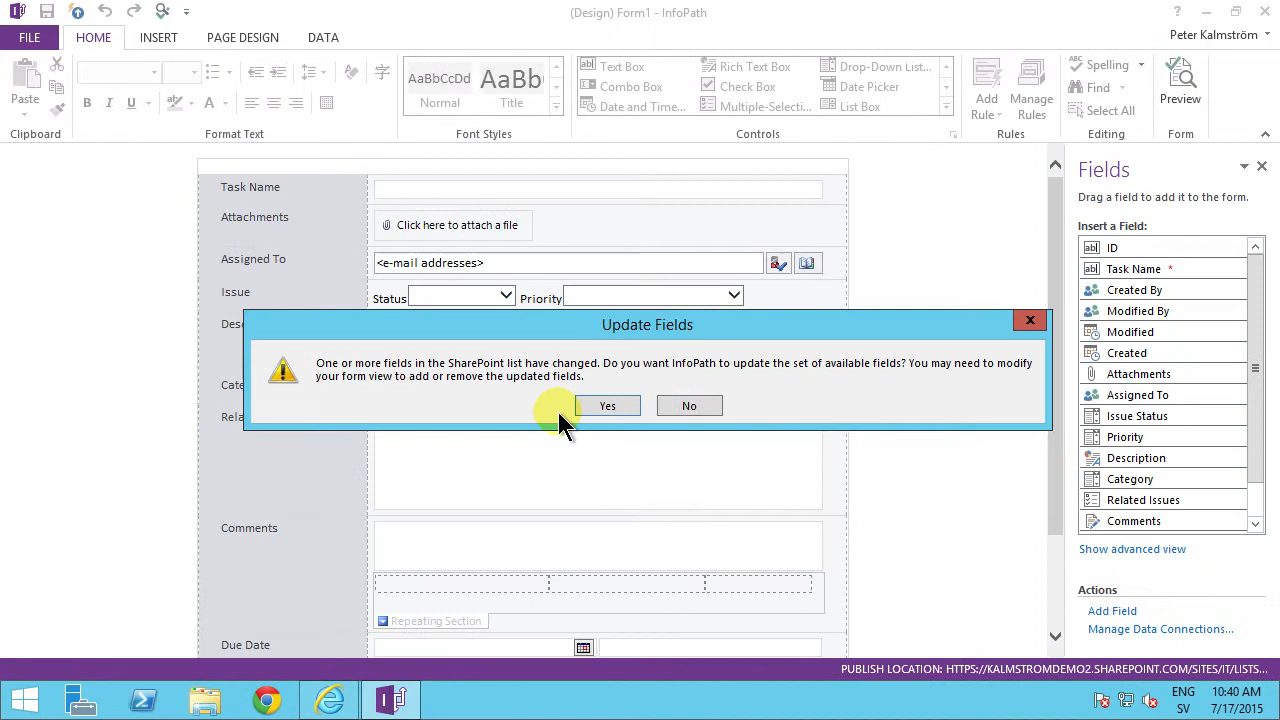 (Design) Form1 - InfoPath
?
FILE
HOME
INSERT
PAGE DESIGN
DATA
Peter Kalmström
Paste
Clipboard
B I U
A
Format Text
AaBbCcDd
Normal
AaBb
Title
Font Styles
Text Box
Combo Box
Date and Time...
Rich Text Box
Check Box
Multiple-Selecti...
Drop-Down List...
Date Picker
List Box
Controls
Add
Rule
Manage
Rules
Rules
Spelling
Find
Select All
Editing
Preview
Form
Task Name
Attachments
Click here to attach a file
Assigned To
<e-mail addresses>
Issue
Status
Priority
Desc
Cate
Rela
Update Fields
One or more fields in the SharePoint list have changed. Do you want InfoPath to update the set of available fields? You may need to modify
your form view to add or remove the updated fields.
Yes
No
Comments
Repeating Section
Due Date
Fields
Drag a field to add it to the form.
Insert a Field:
ID
Task Name *
Created By
Modified By
Modified
Created
Attachments
Assigned To
Issue Status
Priority
Description
Category
Related Issues
Comments
Show advanced view
Actions
Add Field
Manage Data Connections...
PUBLISH LOCATION: HTTPS://KALMSTROMDEMO2.SHAREPOINT.COM/SITES/IT/LISTS...
ENG
SV
10:40 AM
7/17/2015